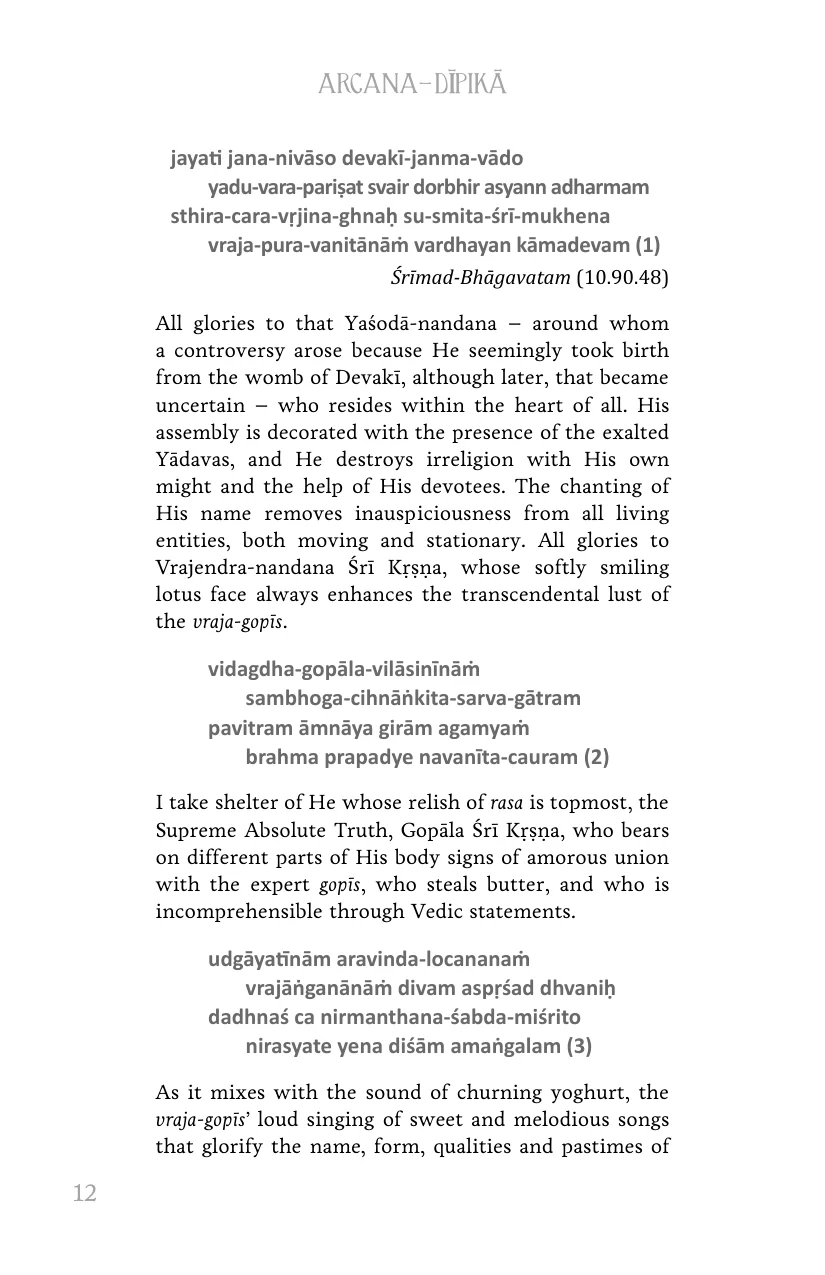 ARCANA–DĪPIKĀ
jayati jana-nivāso devakī-janma-vādo
yadu-vara-pariṣat svair dorbhir asyann adharmam
sthira-cara-vṛjina-ghnaḥ su-smita-śrī-mukhena
vraja-pura-vanitānāṁ vardhayan kāmadevam (1)
Śrīmad-Bhāgavatam (10.90.48)
All glories to that Yaśodā-nandana – around whom
a controversy arose because He seemingly took birth
from the womb of Devakī, although later, that became
uncertain – who resides within the heart of all. His
assembly is decorated with the presence of the exalted
Yādavas, and He destroys irreligion with His own
might and the help of His devotees. The chanting of
His name removes inauspiciousness from all living
entities, both moving and stationary. All glories to
Vrajendra-nandana Śrī Kṛṣṇa, whose softly smiling
lotus face always enhances the transcendental lust of
the vraja-gopīs.
vidagdha-gopāla-vilāsinīnāṁ
sambhoga-cihnāṅkita-sarva-gātram
pavitram āmnāya girām agamyaṁ
brahma prapadye navanīta-cauram (2)
I take shelter of He whose relish of rasa is topmost, the
Supreme Absolute Truth, Gopāla Śrī Kṛṣṇa, who bears
on different parts of His body signs of amorous union
with the expert gopīs, who steals butter, and who is
incomprehensible through Vedic statements.
udgāyatīnām aravinda-locananaṁ
vrajāṅganānāṁ divam aspṛśad dhvaniḥ
dadhnaś ca nirmanthana-śabda-miśrito
nirasyate yena diśām amaṅgalam (3)
As it mixes with the sound of churning yoghurt, the
vraja-gopīs’ loud singing of sweet and melodious songs
that glorify the name, form, qualities and pastimes of
12